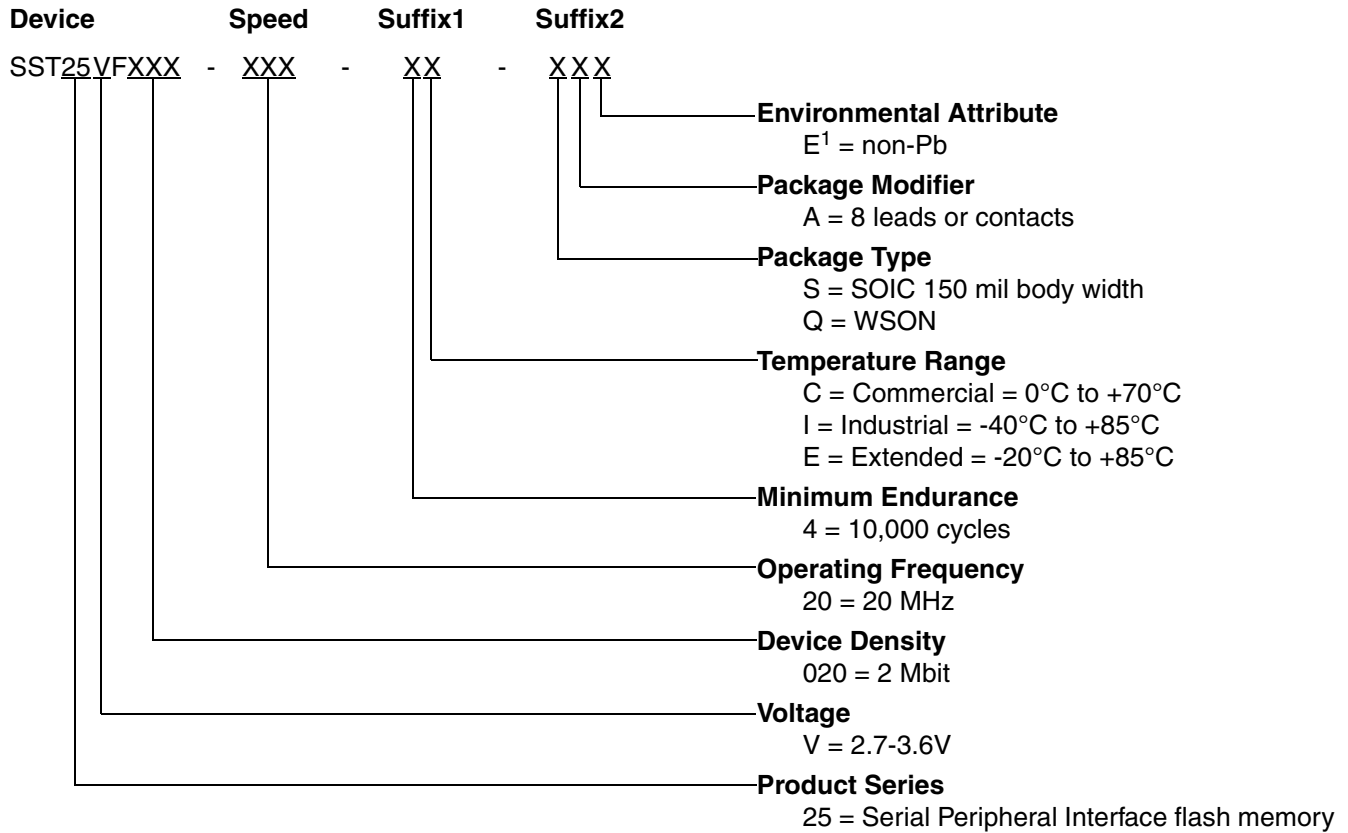 Device Speed Suffix1 Suffix2
SST25VFXXX - XXX - XX - XXX
Environmental Attribute
E1 = non-Pb
Package Modifier
A = 8 leads or contacts
Package Type
S = SOIC 150 mil body width
Q = WSON
Temperature Range
C = Commercial = 0°C to +70°C
I = Industrial = -40°C to +85°C
E = Extended = -20°C to +85°C
Minimum Endurance
4 = 10,000 cycles
Operating Frequency
20 = 20 MHz
Device Density
020 = 2 Mbit
Voltage
V = 2.7-3.6V
Product Series
25 = Serial Peripheral Interface flash memory